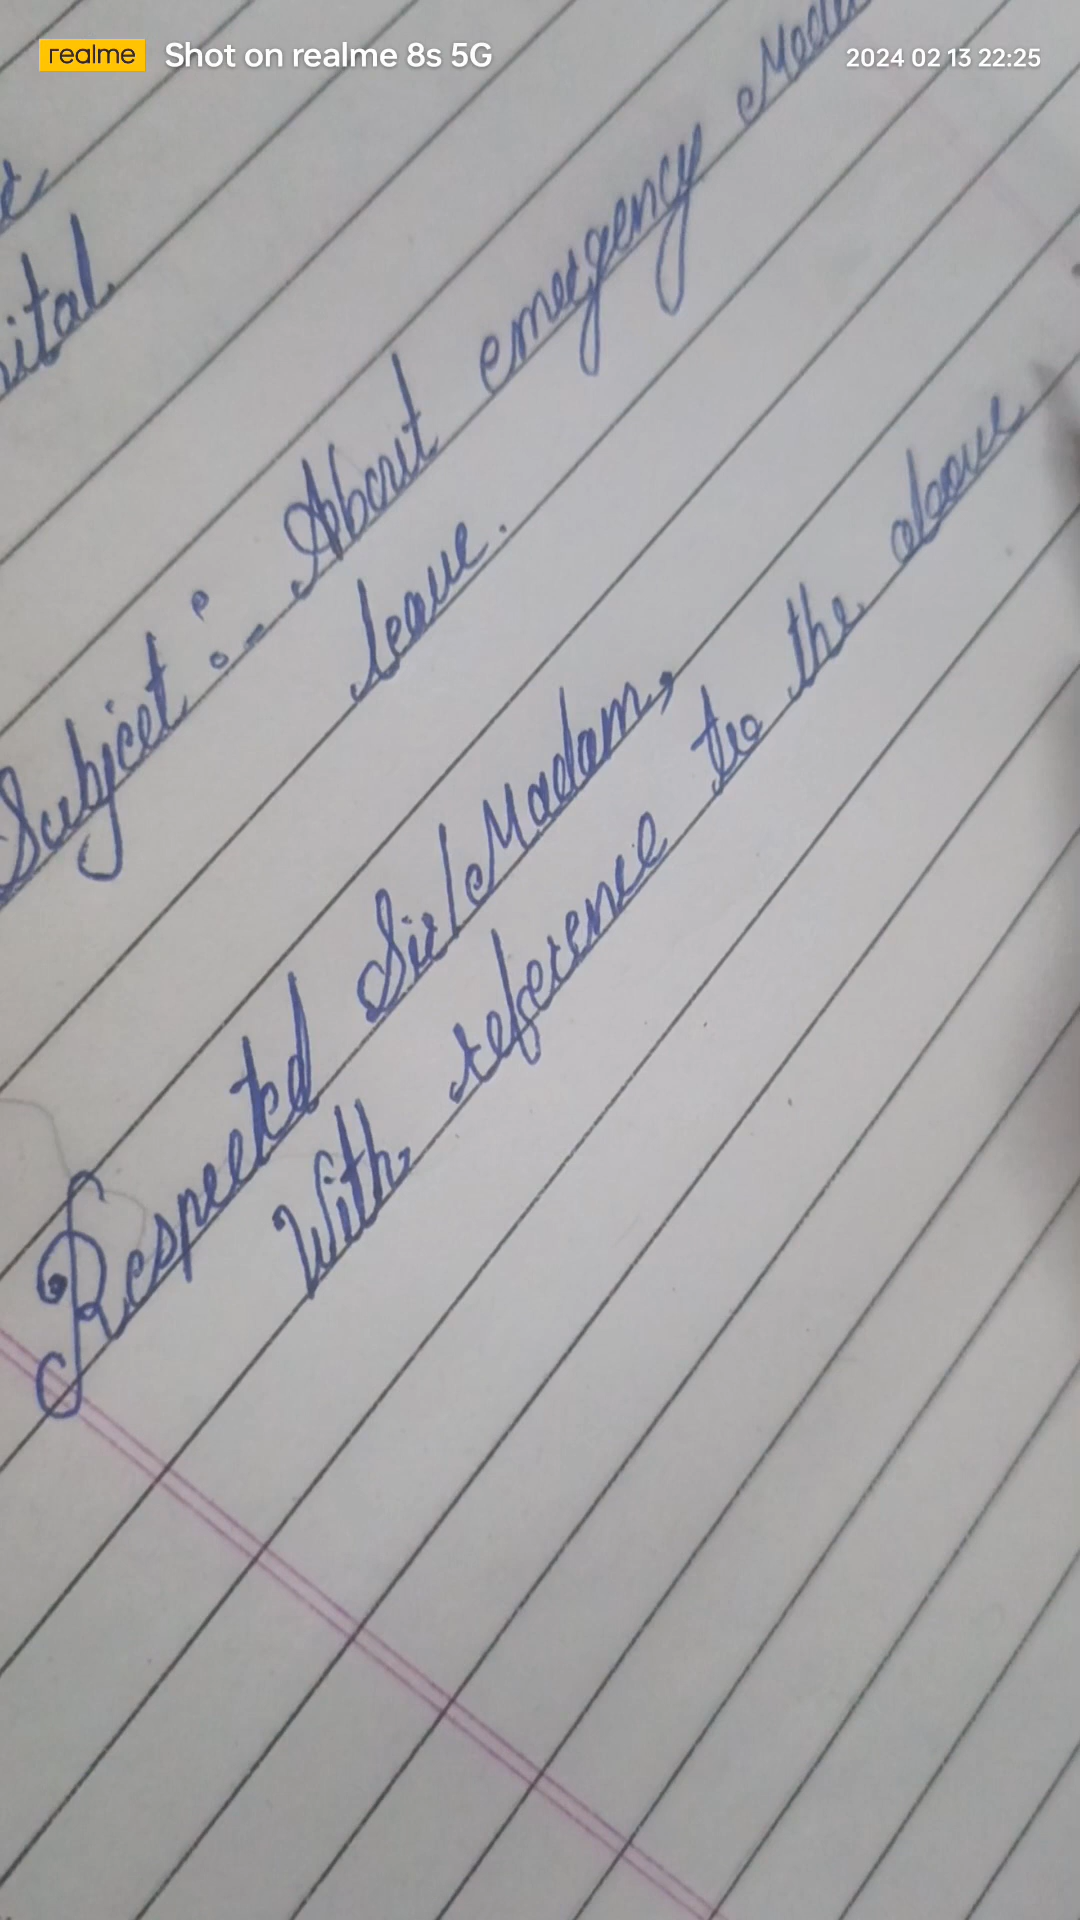 realme Shot on realme 8s 5G
2024 02 13 22:25
Subject :- About emergency
leave.
Respected Sir/Madam,
With reference to the above